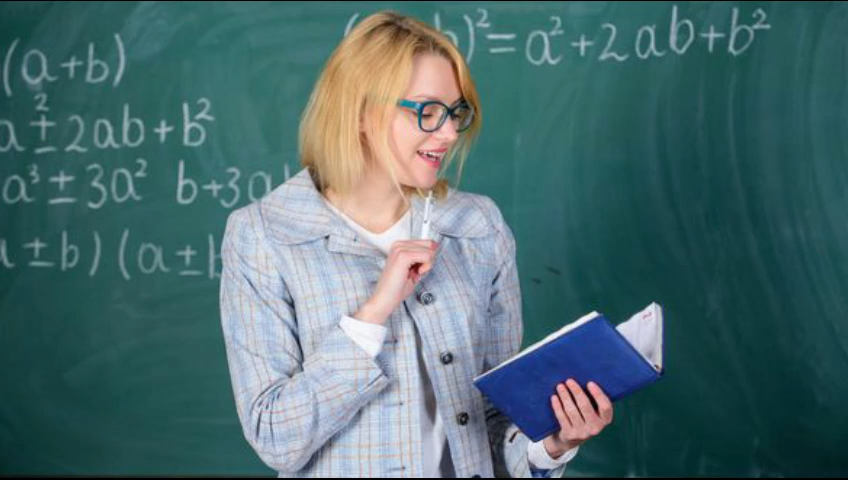 (a+b)
b)²=a²+2ab+b²
a²±2ab+b²
a³±3a² b+3a
a±b)(a±b